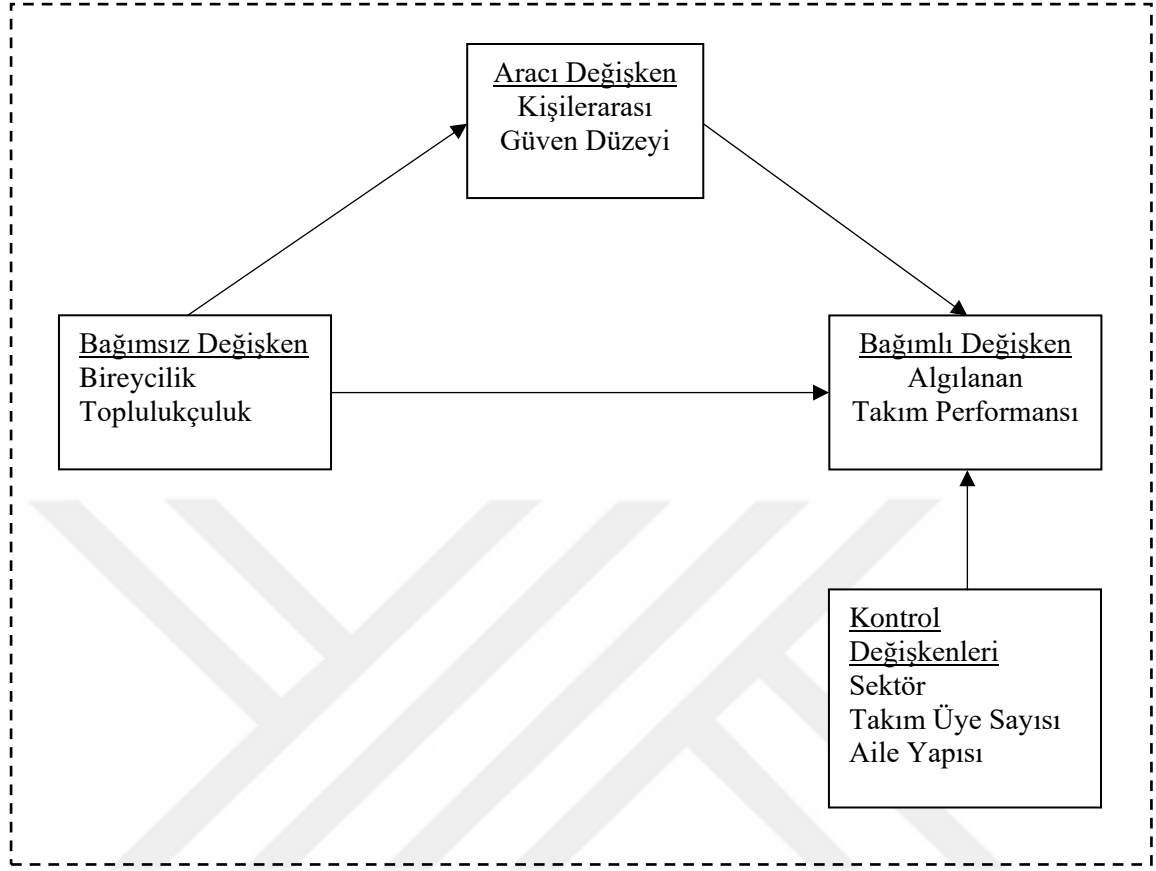 Aracı Değişken
Kişilerarası
Güven Düzeyi
Bağımsız Değişken
Bireycilik
Toplulukçuluk
Bağımlı Değişken
Algılanan
Takım Performansı
Kontrol
Değişkenleri
Sektör
Takım Üye Sayısı
Aile Yapısı